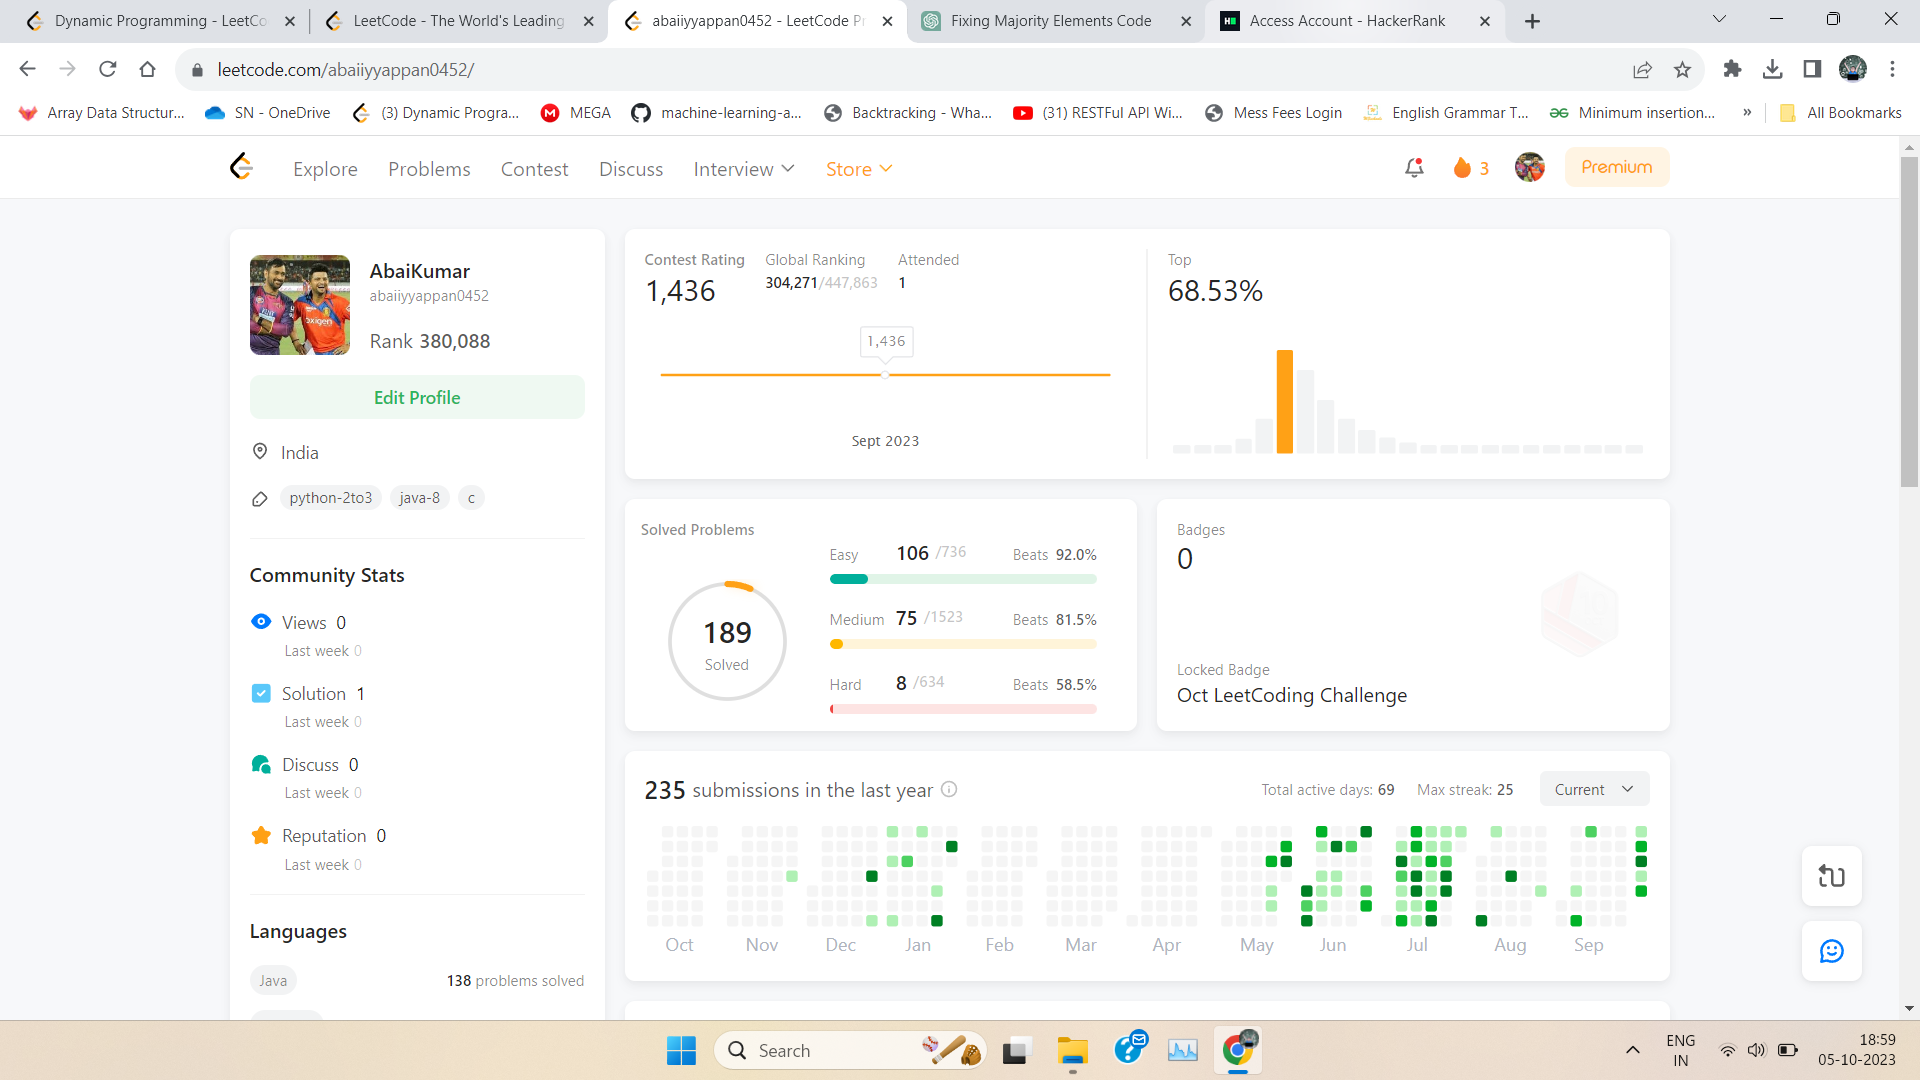 Dynamic Programming - LeetCo
LeetCode - The World's Leading
abaiiyyappan0452 - LeetCode Pr
Fixing Majority Elements Code
Access Account - HackerRank
leetcode.com/abaiiyyappan0452/
Array Data Structur...
SN - OneDrive
(3) Dynamic Progra...
MEGA
machine-learning-a...
Backtracking - Wha...
(31) RESTFul API Wi...
Mess Fees Login
English Grammar T...
Minimum insertion...
»
All Bookmarks
Explore
Problems
Contest
Discuss
Interview
Store
3
Premium
AbaiKumar
abaiiyyappan0452
Rank 380,088
Edit Profile
India
python-2to3
java-8
c
Community Stats
Views 0
Last week 0
Solution 1
Last week 0
Discuss 0
Last week 0
Reputation 0
Last week 0
Languages
Java
138 problems solved
Contest Rating
1,436
Global Ranking
304,271/447,863
Attended
1
1,436
Sept 2023
Top
68.53%
Solved Problems
189
Solved
Easy 106 /736 Beats 92.0%
Medium 75 /1523 Beats 81.5%
Hard 8 /634 Beats 58.5%
Badges
0
Locked Badge
Oct LeetCoding Challenge
235 submissions in the last year
Total active days: 69
Max streak: 25
Current
Oct Nov Dec Jan Feb Mar Apr May Jun Jul Aug Sep
Search
ENG
IN
18:59
05-10-2023